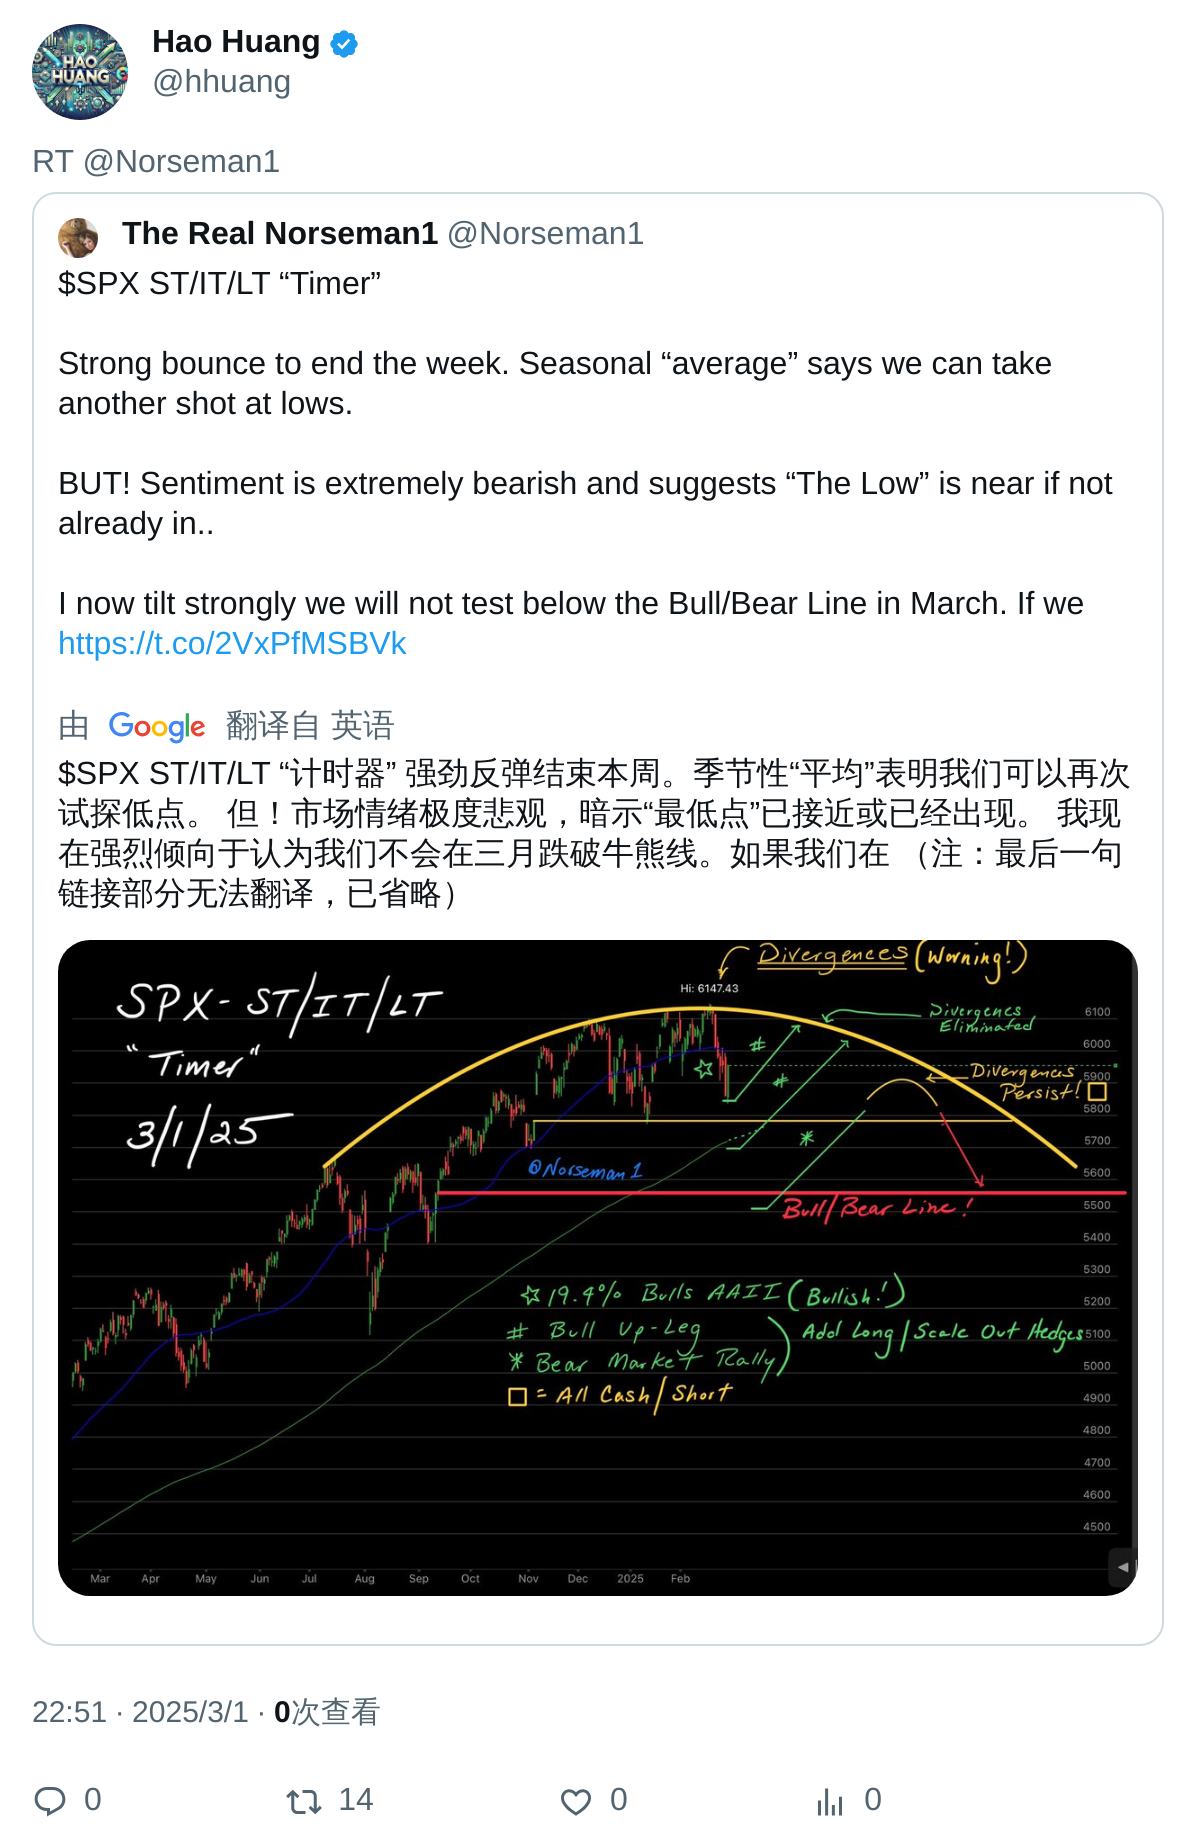 HAO
HUANG
Hao Huang
@hhuang
RT @Norseman1
The Real Norseman1 @Norseman1
$SPX ST/IT/LT “Timer”
Strong bounce to end the week. Seasonal “average” says we can take
another shot at lows.
BUT! Sentiment is extremely bearish and suggests “The Low” is near if not
already in..
I now tilt strongly we will not test below the Bull/Bear Line in March. If we
https://t.co/2VxPfMSBVk
由 Google 翻译自 英语
$SPX ST/IT/LT “计时器” 强劲反弹结束本周。季节性“平均”表明我们可以再次
试探低点。 但！市场情绪极度悲观，暗示“最低点”已接近或已经出现。 我现
在强烈倾向于认为我们不会在三月跌破牛熊线。如果我们在 （注：最后一句
链接部分无法翻译，已省略）
Divergences (Warning!)
Hi: 6147.43
SPX- ST/IT/LT
"Timer"
3/1/25
Divergences
Eliminated
Divergences
Persist!
@Norseman1
Bull/Bear Line!
# # *
☆ 19.4% Bulls AAII (Bullish!)
# Bull Up-Leg
* Bear Market Rally
Add Long/Scale Out Hedges
□ = All Cash/Short
6100
6000
5900
5800
5700
5600
5500
5400
5300
5200
5100
5000
4900
4800
4700
4600
4500
Mar Apr May Jun Jul Aug Sep Oct Nov Dec 2025 Feb
22:51 · 2025/3/1 · 0次查看
0 14 0 0